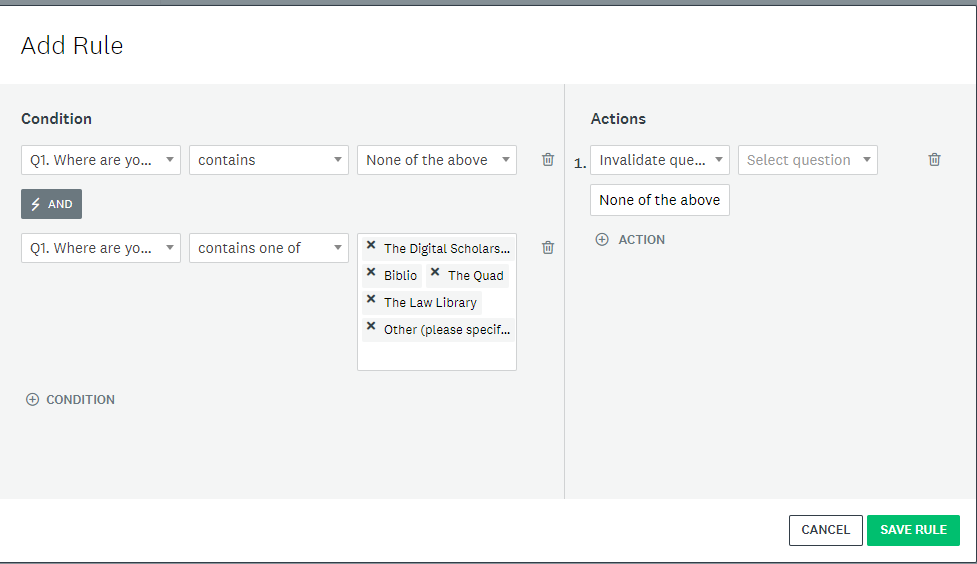 Add Rule
Condition
Q1. Where are yo...
contains
None of the above
AND
Q1. Where are yo...
contains one of
The Digital Scholars...
Biblio
The Quad
The Law Library
Other (please specif...
CONDITION
Actions
1.
Invalidate que...
Select question
None of the above
ACTION
CANCEL
SAVE RULE